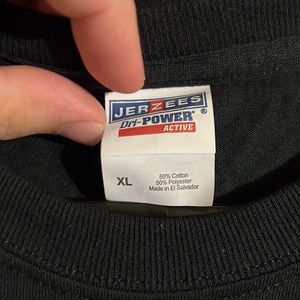 JERZEES
Dri-POWER®
ACTIVE
XL
50% Cotton
50% Polyester
Made in El Salvador